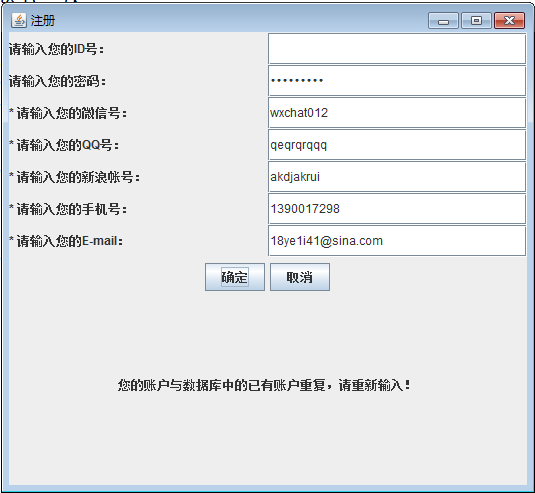 注册
请输入您的ID号：
请输入您的密码： •••••••••
* 请输入您的微信号： wxchat012
* 请输入您的QQ号： qeqrqrqqq
* 请输入您的新浪帐号： akdjakrui
* 请输入您的手机号： 1390017298
* 请输入您的E-mail： 18ye1i41@sina.com
确定 取消
您的账户与数据库中的已有账户重复，请重新输入！